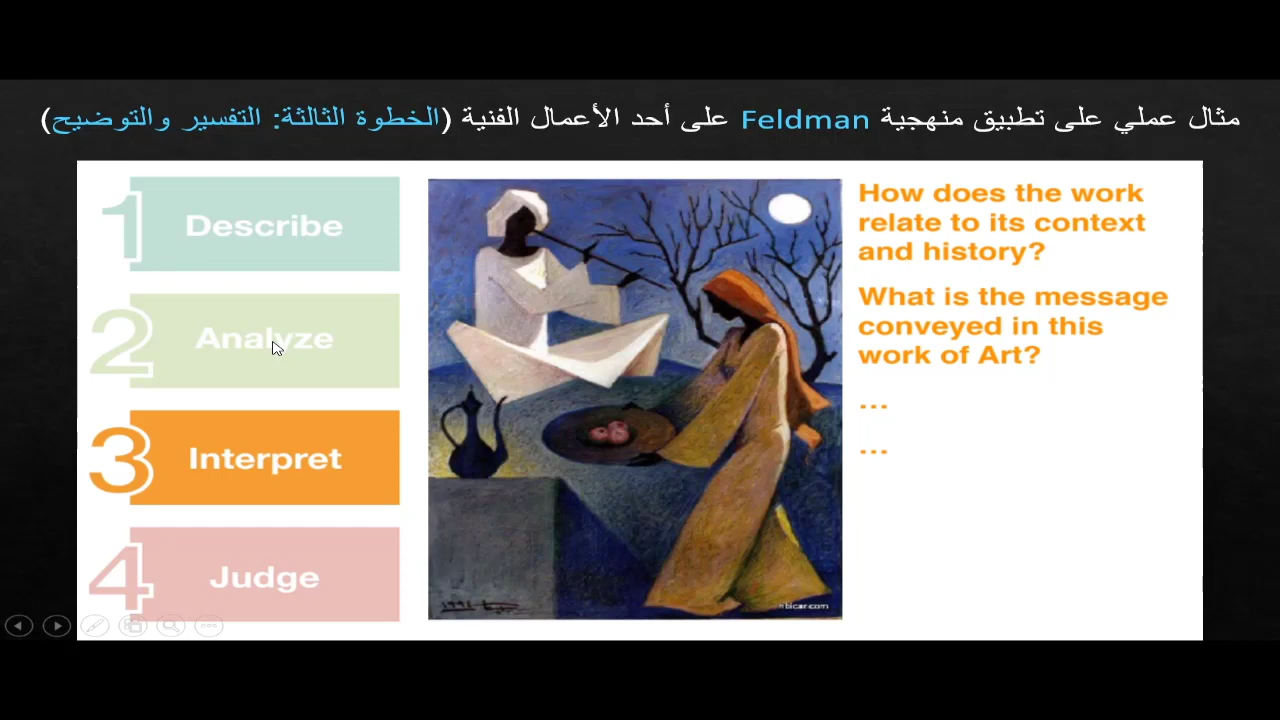 مثال عملي على تطبيق منهجية Feldman على أحد الأعمال الفنية (الخطوة الثالثة: التفسير والتوضيح)
1 Describe
2 Analyze
3 Interpret
4 Judge
How does the work
relate to its context
and history?
What is the message
conveyed in this
work of Art?
...
...